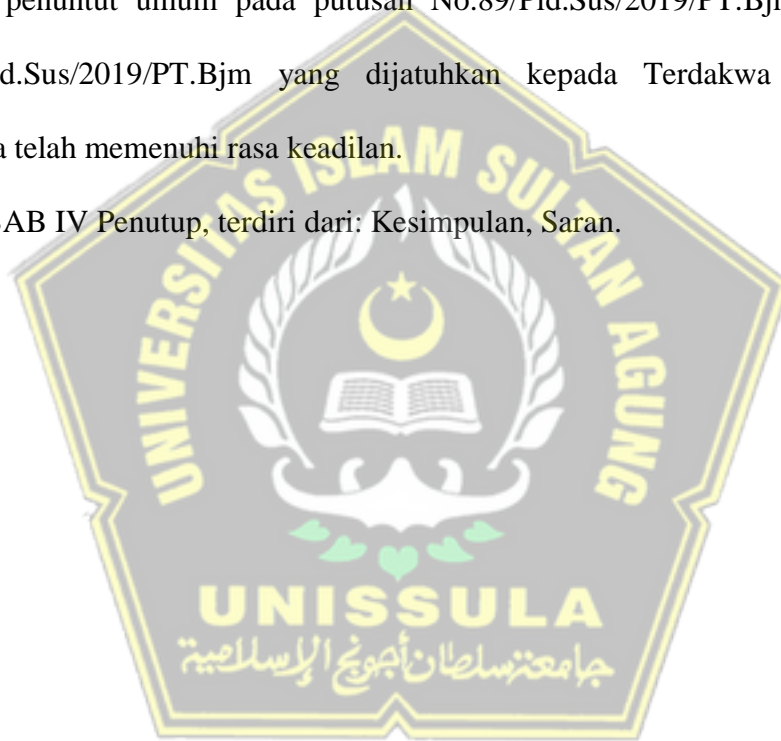 penuntut umum pada putusan No.89/Pid.Sus/2019/PT.Bjm
d.Sus/2019/PT.Bjm yang dijatuhkan kepada Terdakwa
a telah memenuhi rasa keadilan.
BAB IV Penutup, terdiri dari: Kesimpulan, Saran.
UNIVERSITAS ISLAM SULTAN AGUNG
UNISSULA
جامعة سلطان أجونج الإسلامية